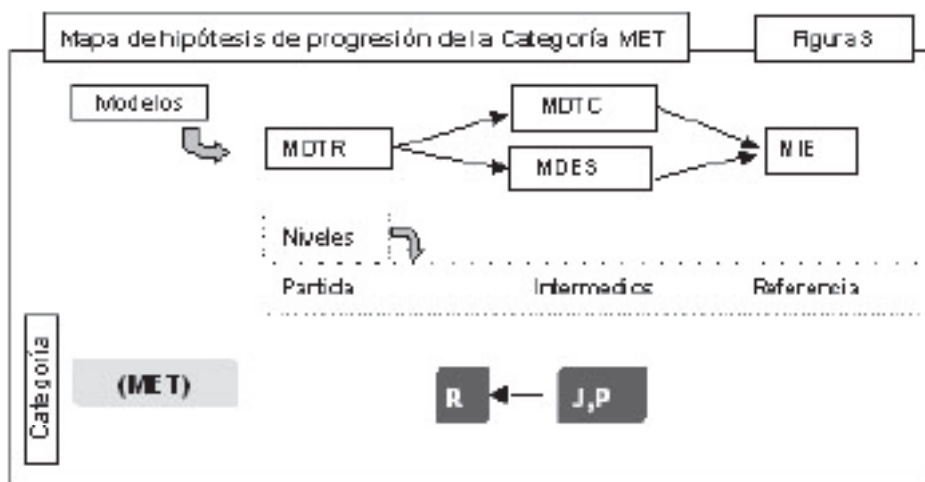 Mapa de hipótesis de progresión de la Categoría MET
Figura 3
Modelos
MDTR
MDTC
MDES
MIE
Niveles
Partida
Intermedios
Referencia
Categoría
(MET)
R
J,P